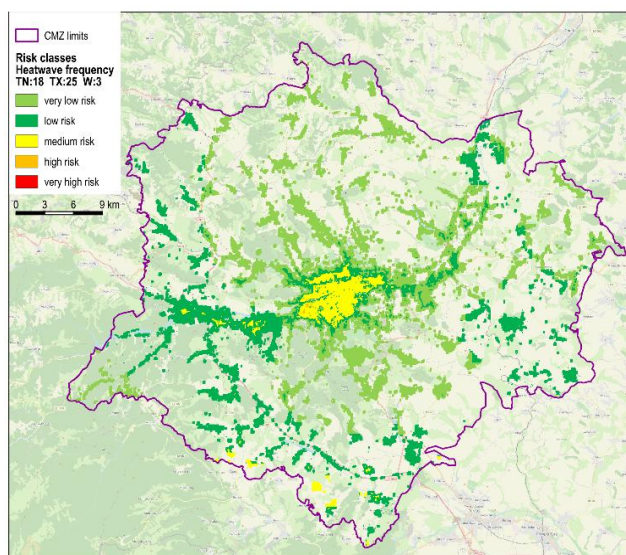 CMZ limits
Risk classes
Heatwave frequency
TN:18 TX:25 W:3
very low risk
low risk
medium risk
high risk
very high risk
0 3 6 9 km